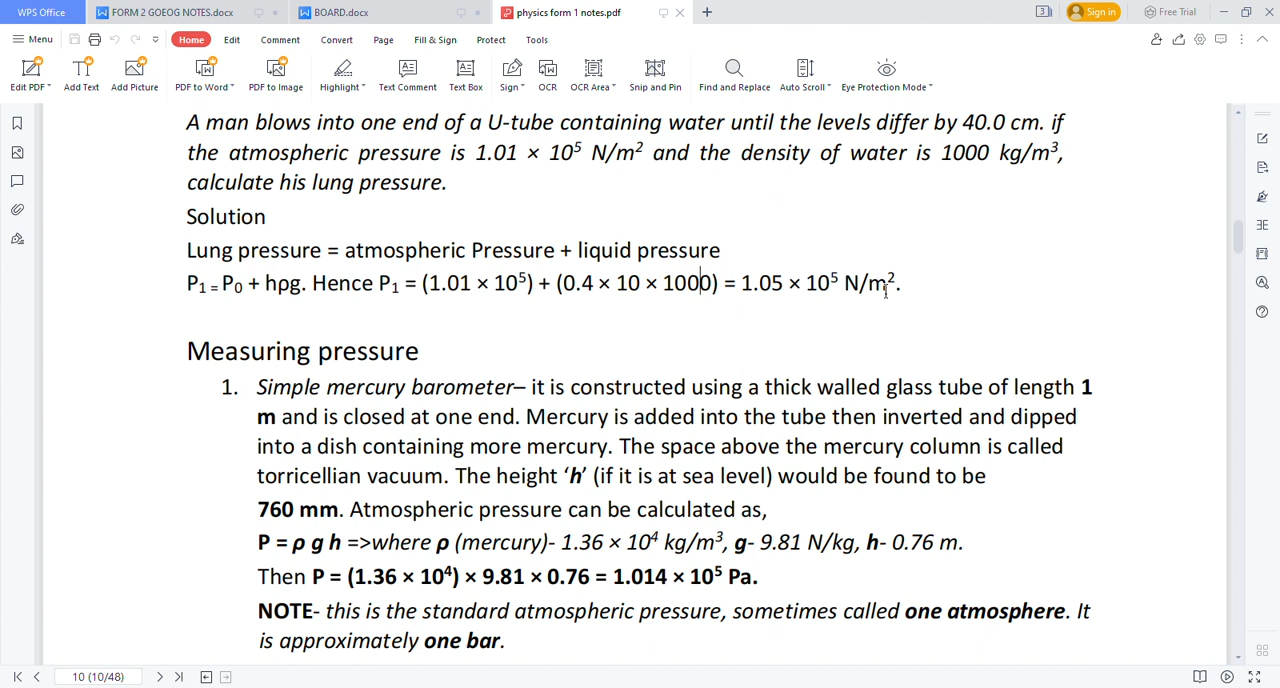 WPS Office FORM 2 GOEOG NOTES.docx BOARD.docx physics form 1 notes.pdf + 3 Sign in Free Trial
Menu Home Edit Comment Convert Page Fill & Sign Protect Tools
Edit PDF Add Text Add Picture PDF to Word PDF to Image Highlight Text Comment Text Box Sign OCR OCR Area Snip and Pin Find and Replace Auto Scroll Eye Protection Mode
A man blows into one end of a U-tube containing water until the levels differ by 40.0 cm. if
the atmospheric pressure is 1.01 × 10⁵ N/m² and the density of water is 1000 kg/m³,
calculate his lung pressure.
Solution
Lung pressure = atmospheric Pressure + liquid pressure
P₁ = P₀ + hρg. Hence P₁ = (1.01 × 10⁵) + (0.4 × 10 × 1000) = 1.05 × 10⁵ N/m².
Measuring pressure
1. Simple mercury barometer– it is constructed using a thick walled glass tube of length 1
m and is closed at one end. Mercury is added into the tube then inverted and dipped
into a dish containing more mercury. The space above the mercury column is called
torricellian vacuum. The height ‘h’ (if it is at sea level) would be found to be
760 mm. Atmospheric pressure can be calculated as,
P = ρ g h =>where ρ (mercury)- 1.36 × 10⁴ kg/m³, g- 9.81 N/kg, h- 0.76 m.
Then P = (1.36 × 10⁴) × 9.81 × 0.76 = 1.014 × 10⁵ Pa.
NOTE- this is the standard atmospheric pressure, sometimes called one atmosphere. It
is approximately one bar.
10 (10/48)